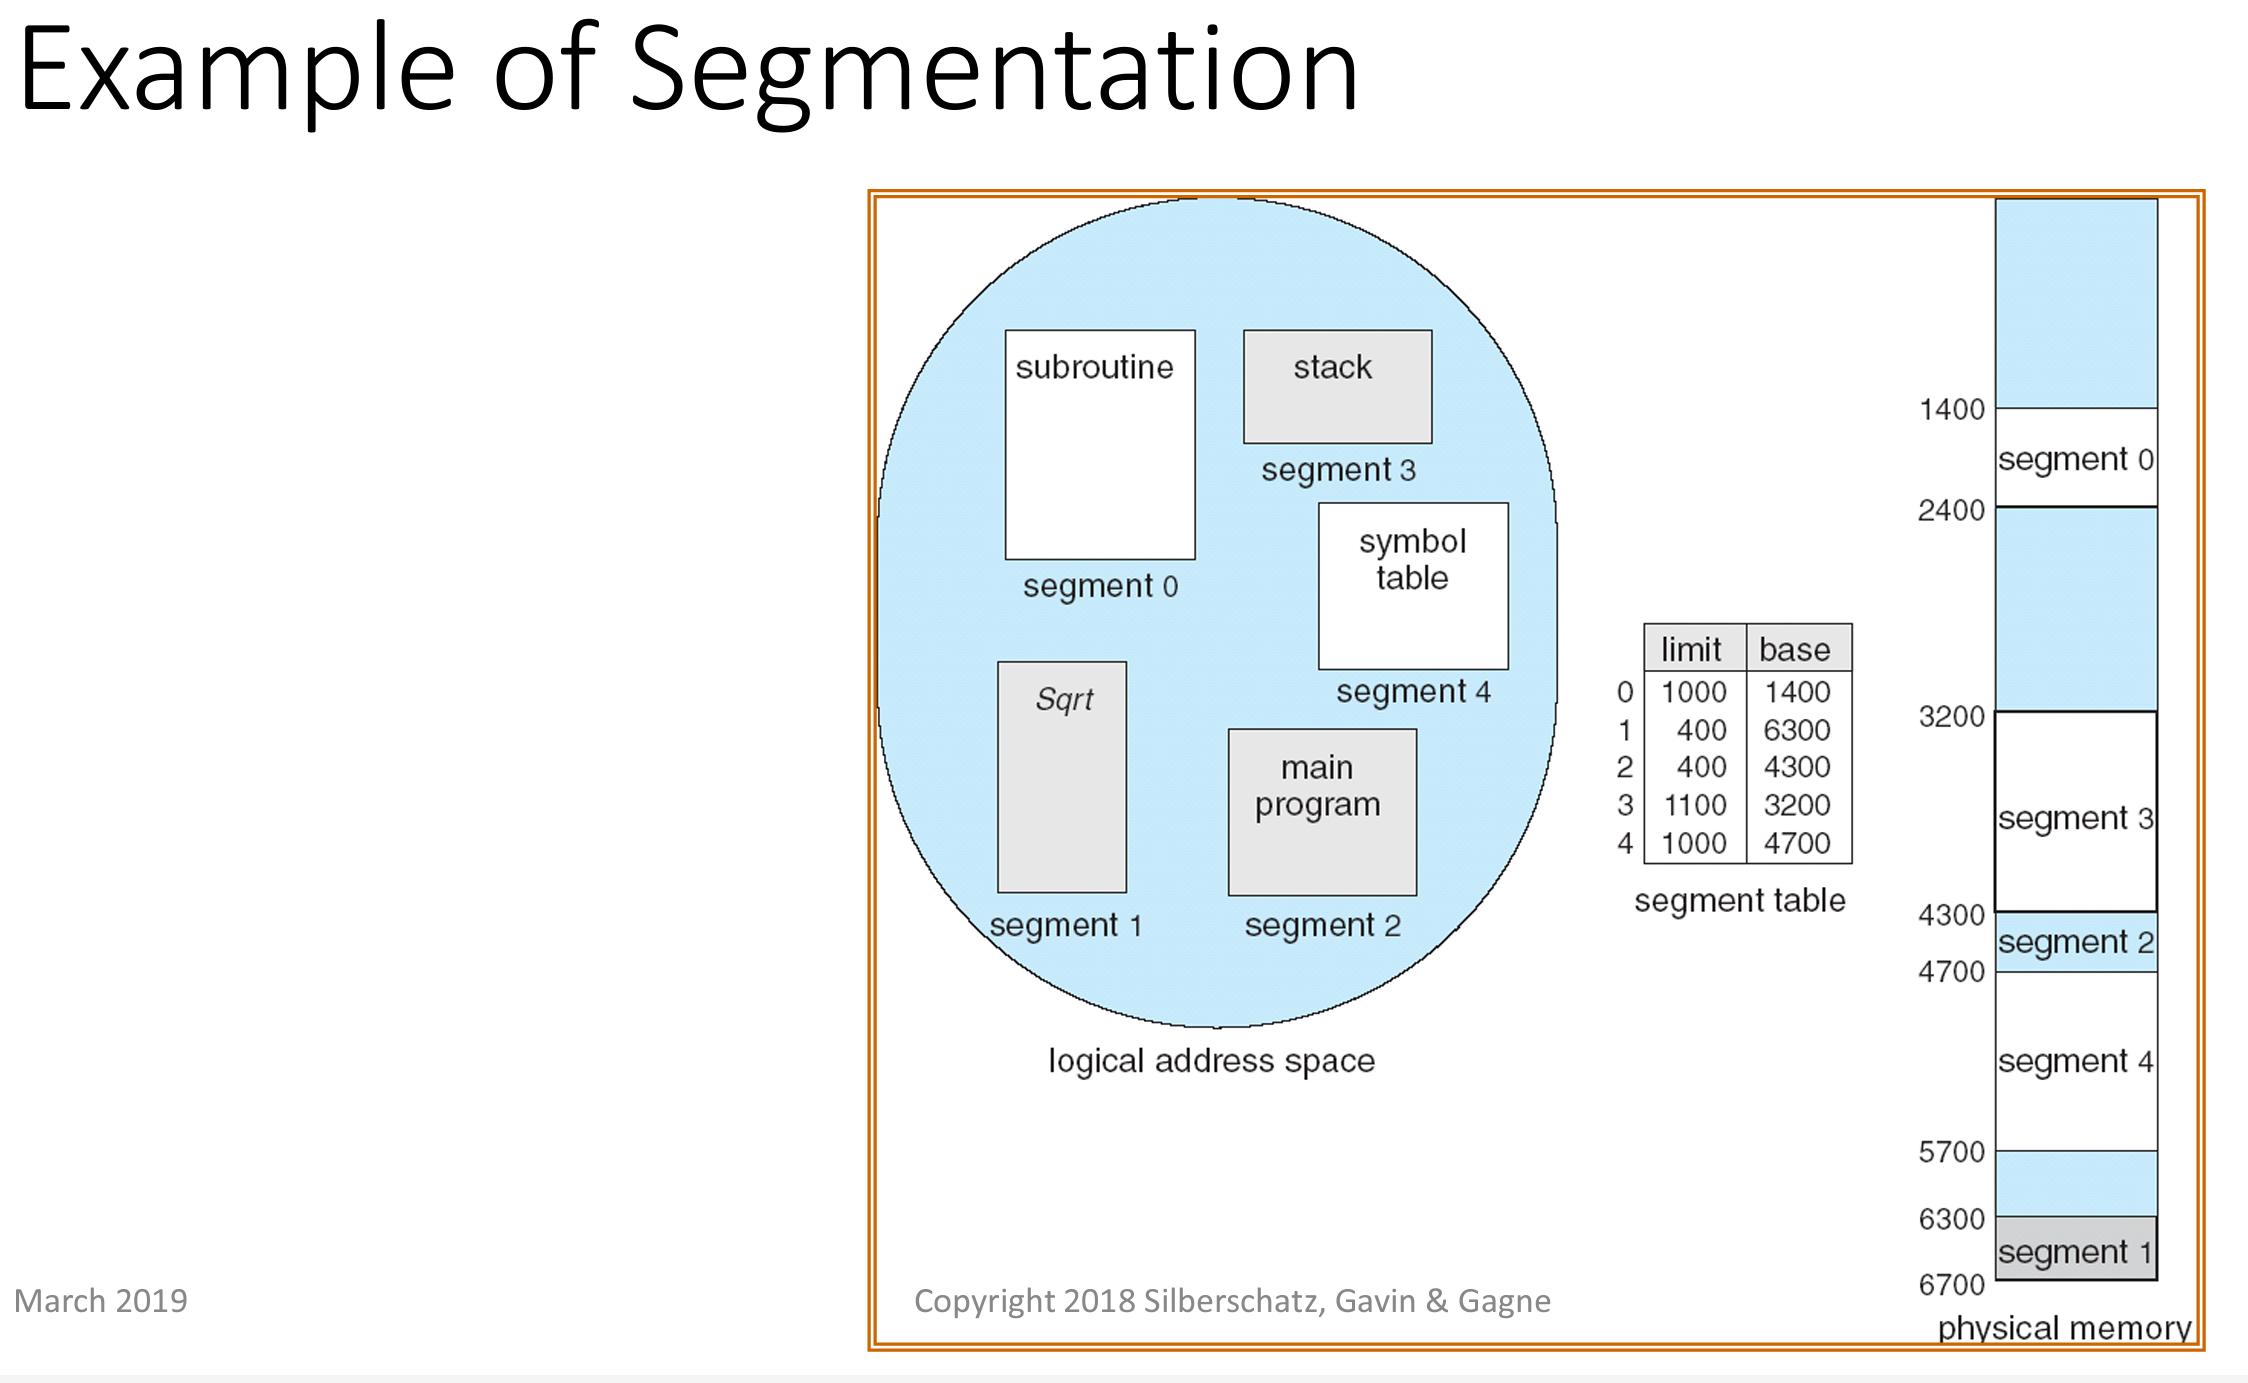 Example of Segmentation
subroutine
segment 0
stack
segment 3
symbol
table
segment 4
Sqrt
segment 1
main
program
segment 2
logical address space
limit base
0 1000 1400
1 400 6300
2 400 4300
3 1100 3200
4 1000 4700
segment table
1400
segment 0
2400
3200
segment 3
4300
segment 2
4700
segment 4
5700
6300
segment 1
6700
physical memory
March 2019
Copyright 2018 Silberschatz, Gavin & Gagne